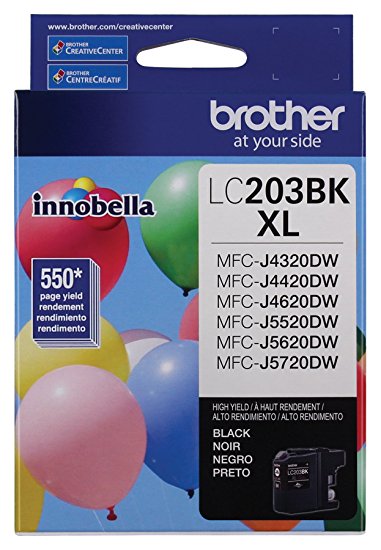 BROTHER
CREATIVECENTER
BROTHER
CENTRECRÉATIF
www.brother.com/creativecenter
brother
at your side
LC203BK
XL
innobella
550*
page yield
rendement
rendimiento
rendimento
MFC-J4320DW
MFC-J4420DW
MFC-J4620DW
MFC-J5520DW
MFC-J5620DW
MFC-J5720DW
HIGH YIELD / À HAUT RENDEMENT /
ALTO RENDIMIENTO / ALTO RENDIMENTO
BLACK
NOIR
NEGRO
PRETO
LC203BK